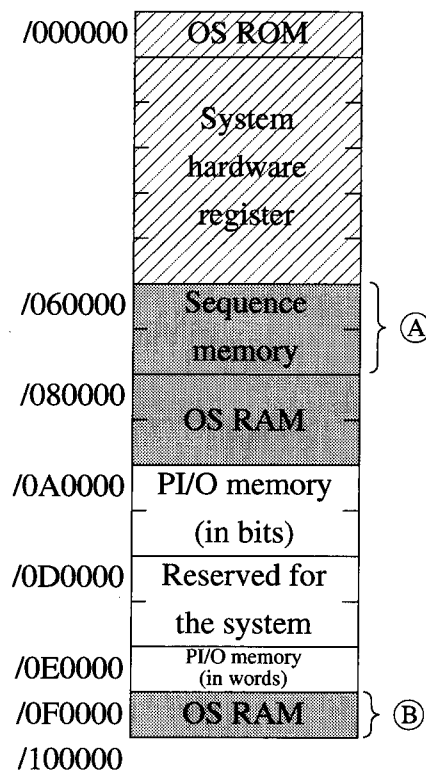 /000000
OS ROM
System
hardware
register
/060000
Sequence
memory
A
/080000
OS RAM
/0A0000
PI/O memory
(in bits)
/0D0000
Reserved for
the system
/0E0000
PI/O memory
(in words)
/0F0000
OS RAM
B
/100000